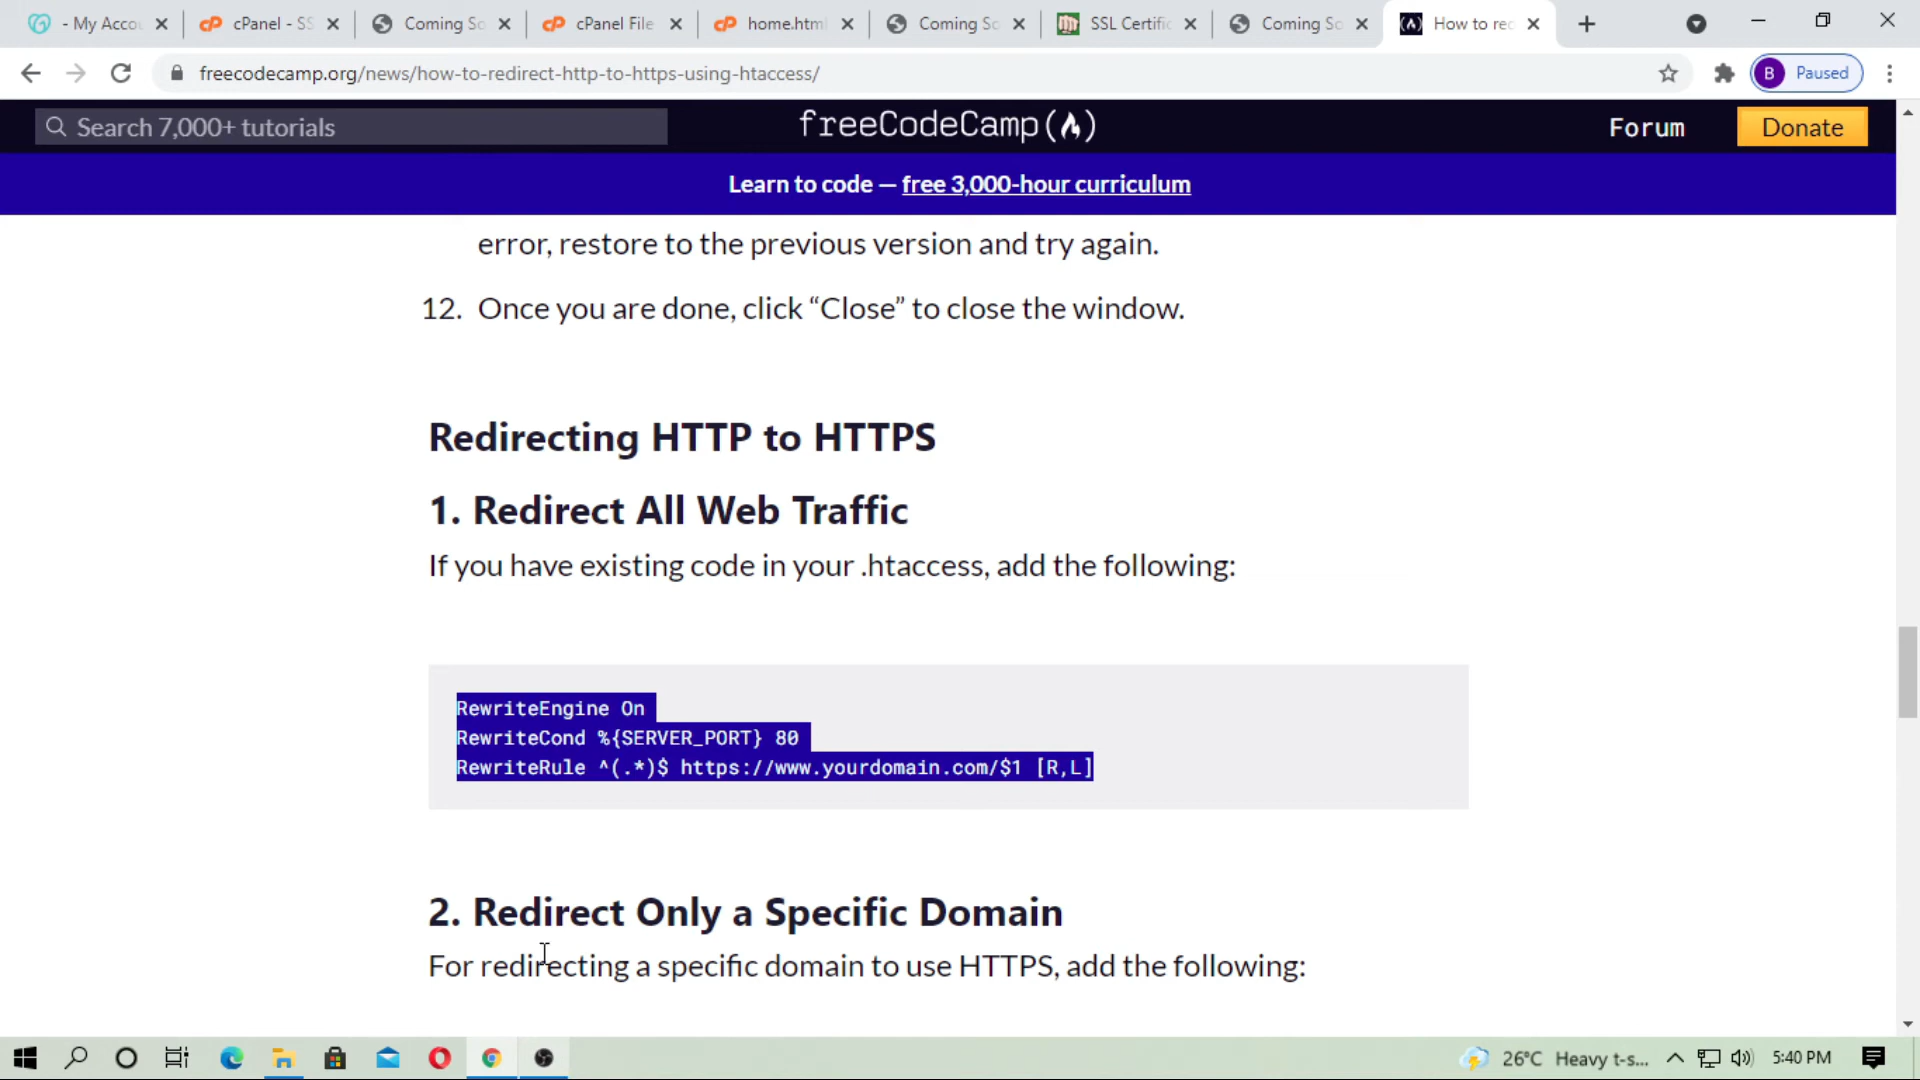 - My Accou
cPanel - SS
Coming So
cPanel File
home.html
Coming So
SSL Certific
Coming So
How to rec
freecodecamp.org/news/how-to-redirect-http-to-https-using-htaccess/
B Paused
Search 7,000+ tutorials
freeCodeCamp
Forum
Donate
Learn to code — free 3,000-hour curriculum
error, restore to the previous version and try again.
12. Once you are done, click “Close” to close the window.
Redirecting HTTP to HTTPS
1. Redirect All Web Traffic
If you have existing code in your .htaccess, add the following:
RewriteEngine On
RewriteCond %{SERVER_PORT} 80
RewriteRule ^(.*)$ https://www.yourdomain.com/$1 [R,L]
2. Redirect Only a Specific Domain
For redirecting a specific domain to use HTTPS, add the following:
26°C Heavy t-s...
5:40 PM